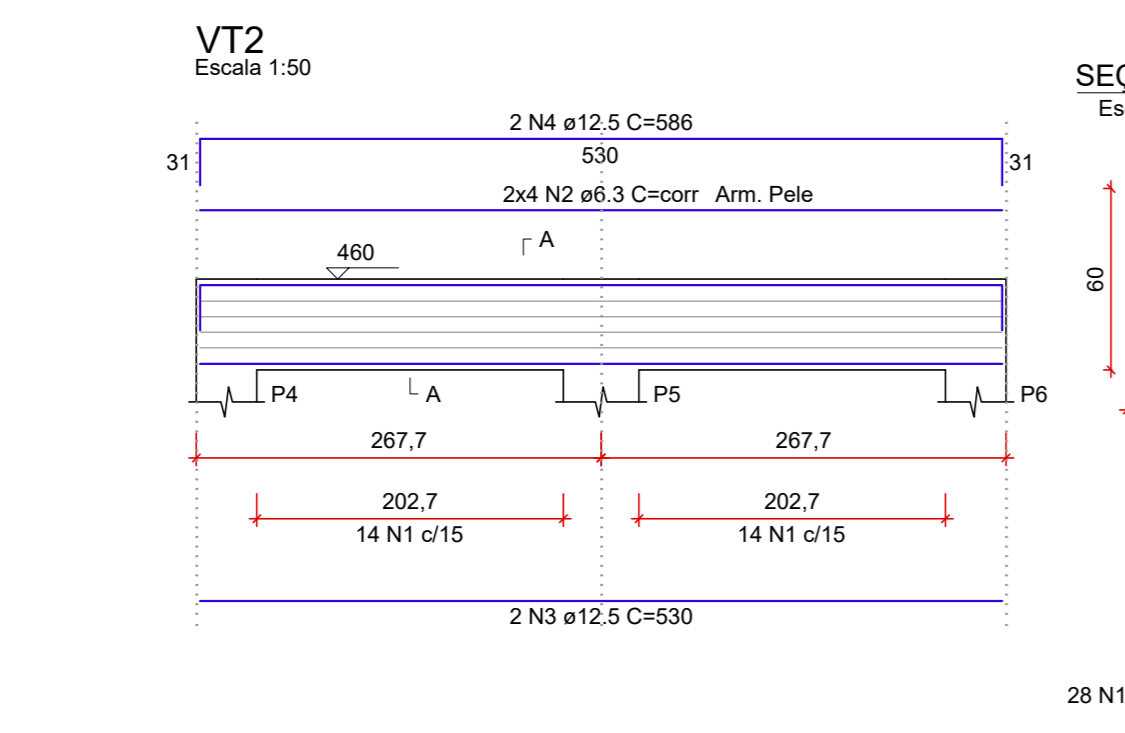 VT2
Escala 1:50
SEÇ
Es
2 N4 ø12.5 C=586
31
530
31
2x4 N2 ø6.3 C=corr Arm. Pele
A
460
60
P4
A
P5
P6
267,7
267,7
202,7
202,7
14 N1 c/15
14 N1 c/15
2 N3 ø12.5 C=530
28 N1